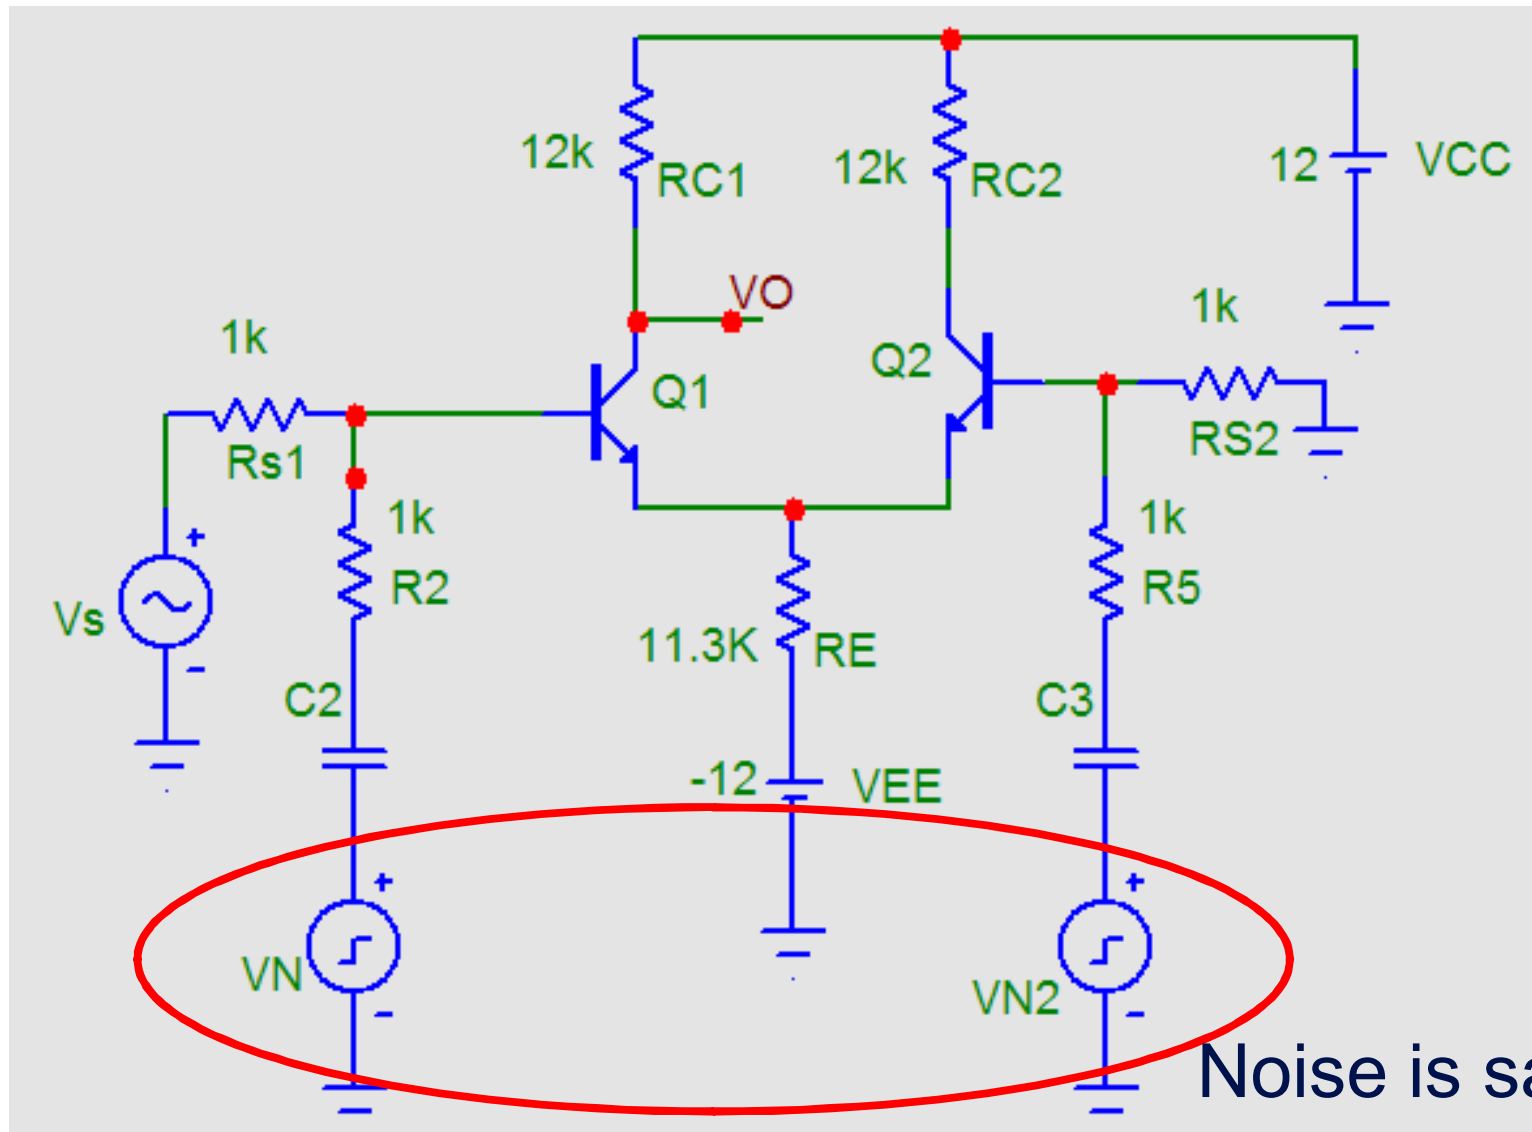 12k
RC1
12k
RC2
12
VCC
VO
1k
1k
Q2
Q1
Rs1
RS2
1k
1k
R2
R5
Vs
11.3K
RE
C2
C3
-12
VEE
VN
VN2
Noise is